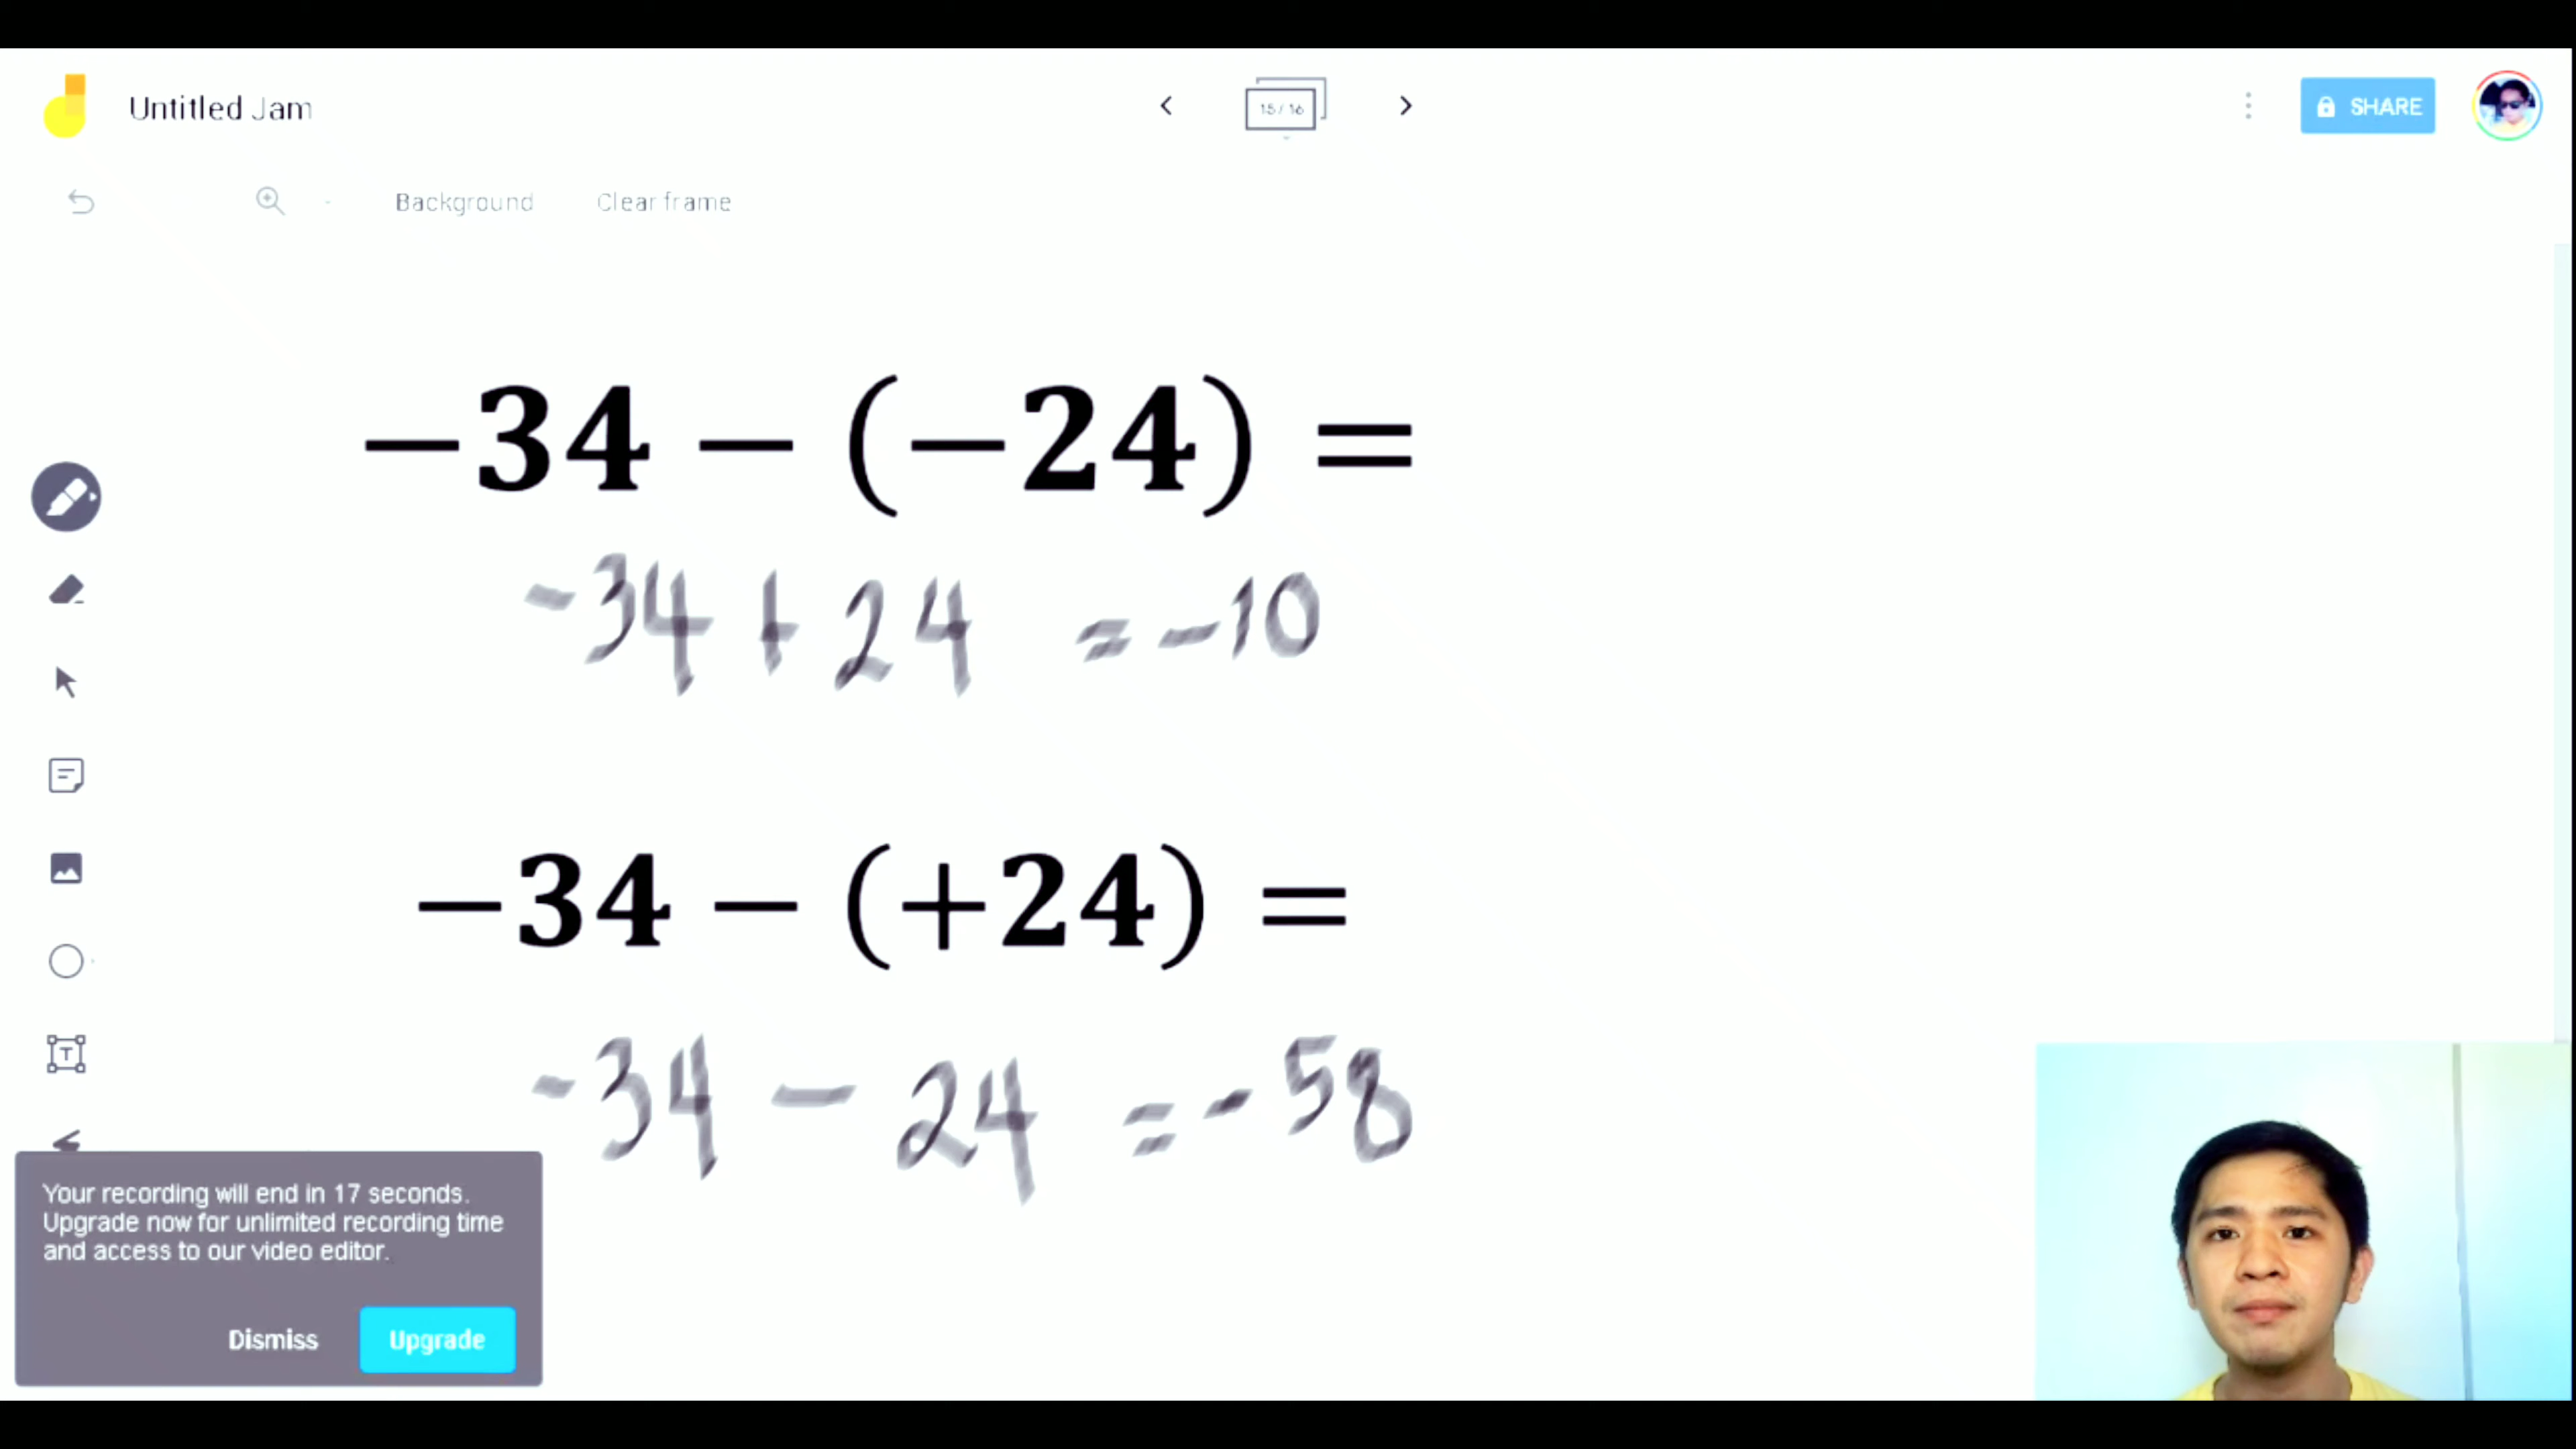 Untitled Jam
15 / 16
SHARE
Background
Clear frame
−34 − (−24) =
-34 + 24 = -10
−34 − (+24) =
-34 - 24 = -58
Your recording will end in 17 seconds.
Upgrade now for unlimited recording time
and access to our video editor.
Dismiss
Upgrade